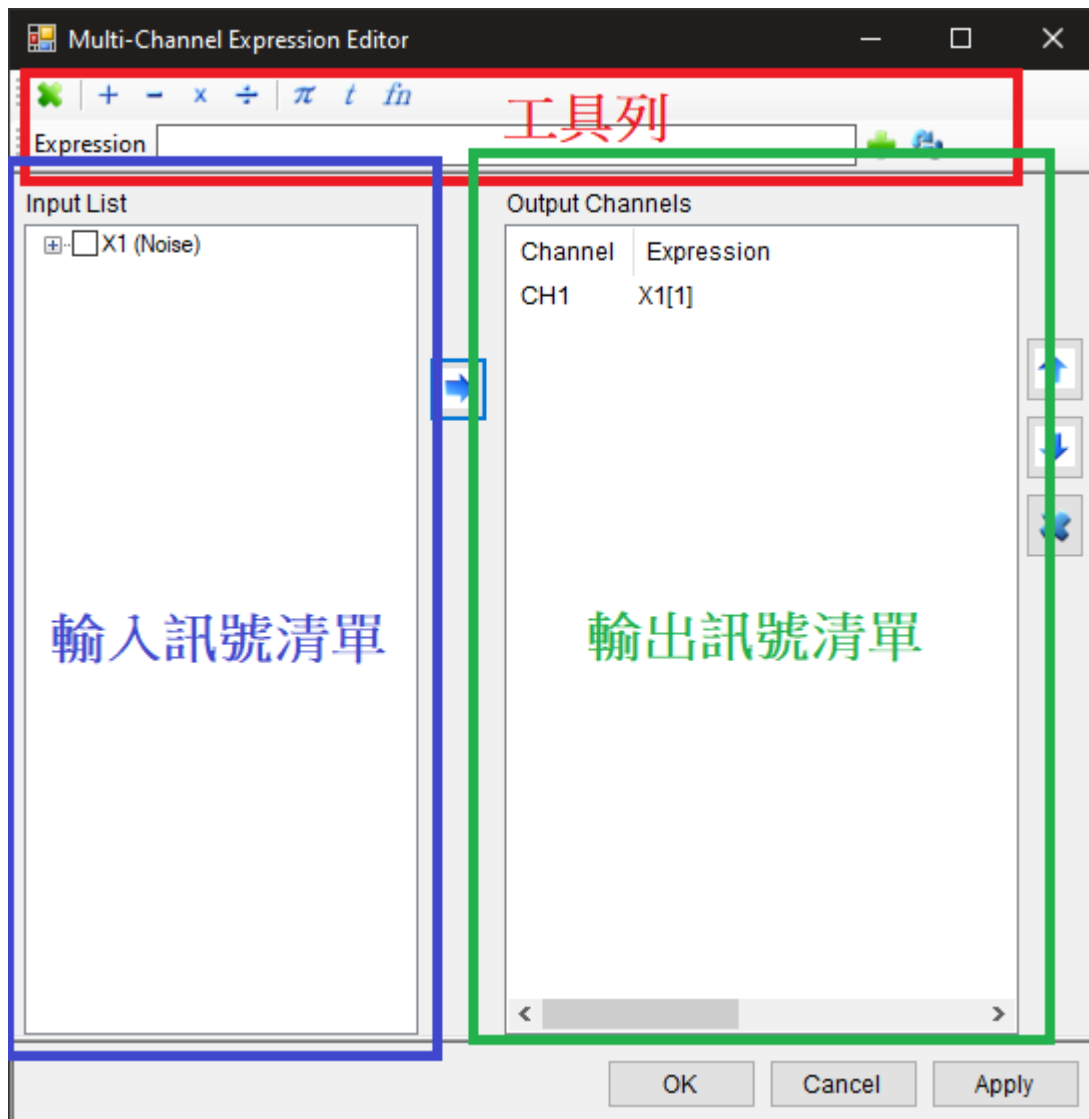 Multi-Channel Expression Editor
+ - x ÷ π t fn
工具列
Expression
Input List
X1 (Noise)
Output Channels
Channel Expression
CH1 X1[1]
輸入訊號清單
輸出訊號清單
OK Cancel Apply